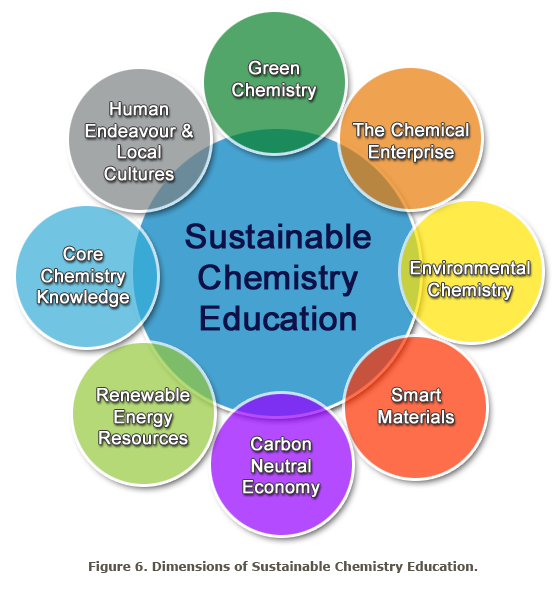 Green
Chemistry
The Chemical
Enterprise
Environmental
Chemistry
Smart
Materials
Carbon
Neutral
Economy
Renewable
Energy
Resources
Core
Chemistry
Knowledge
Human
Endeavour &
Local
Cultures
Sustainable
Chemistry
Education
Figure 6. Dimensions of Sustainable Chemistry Education.